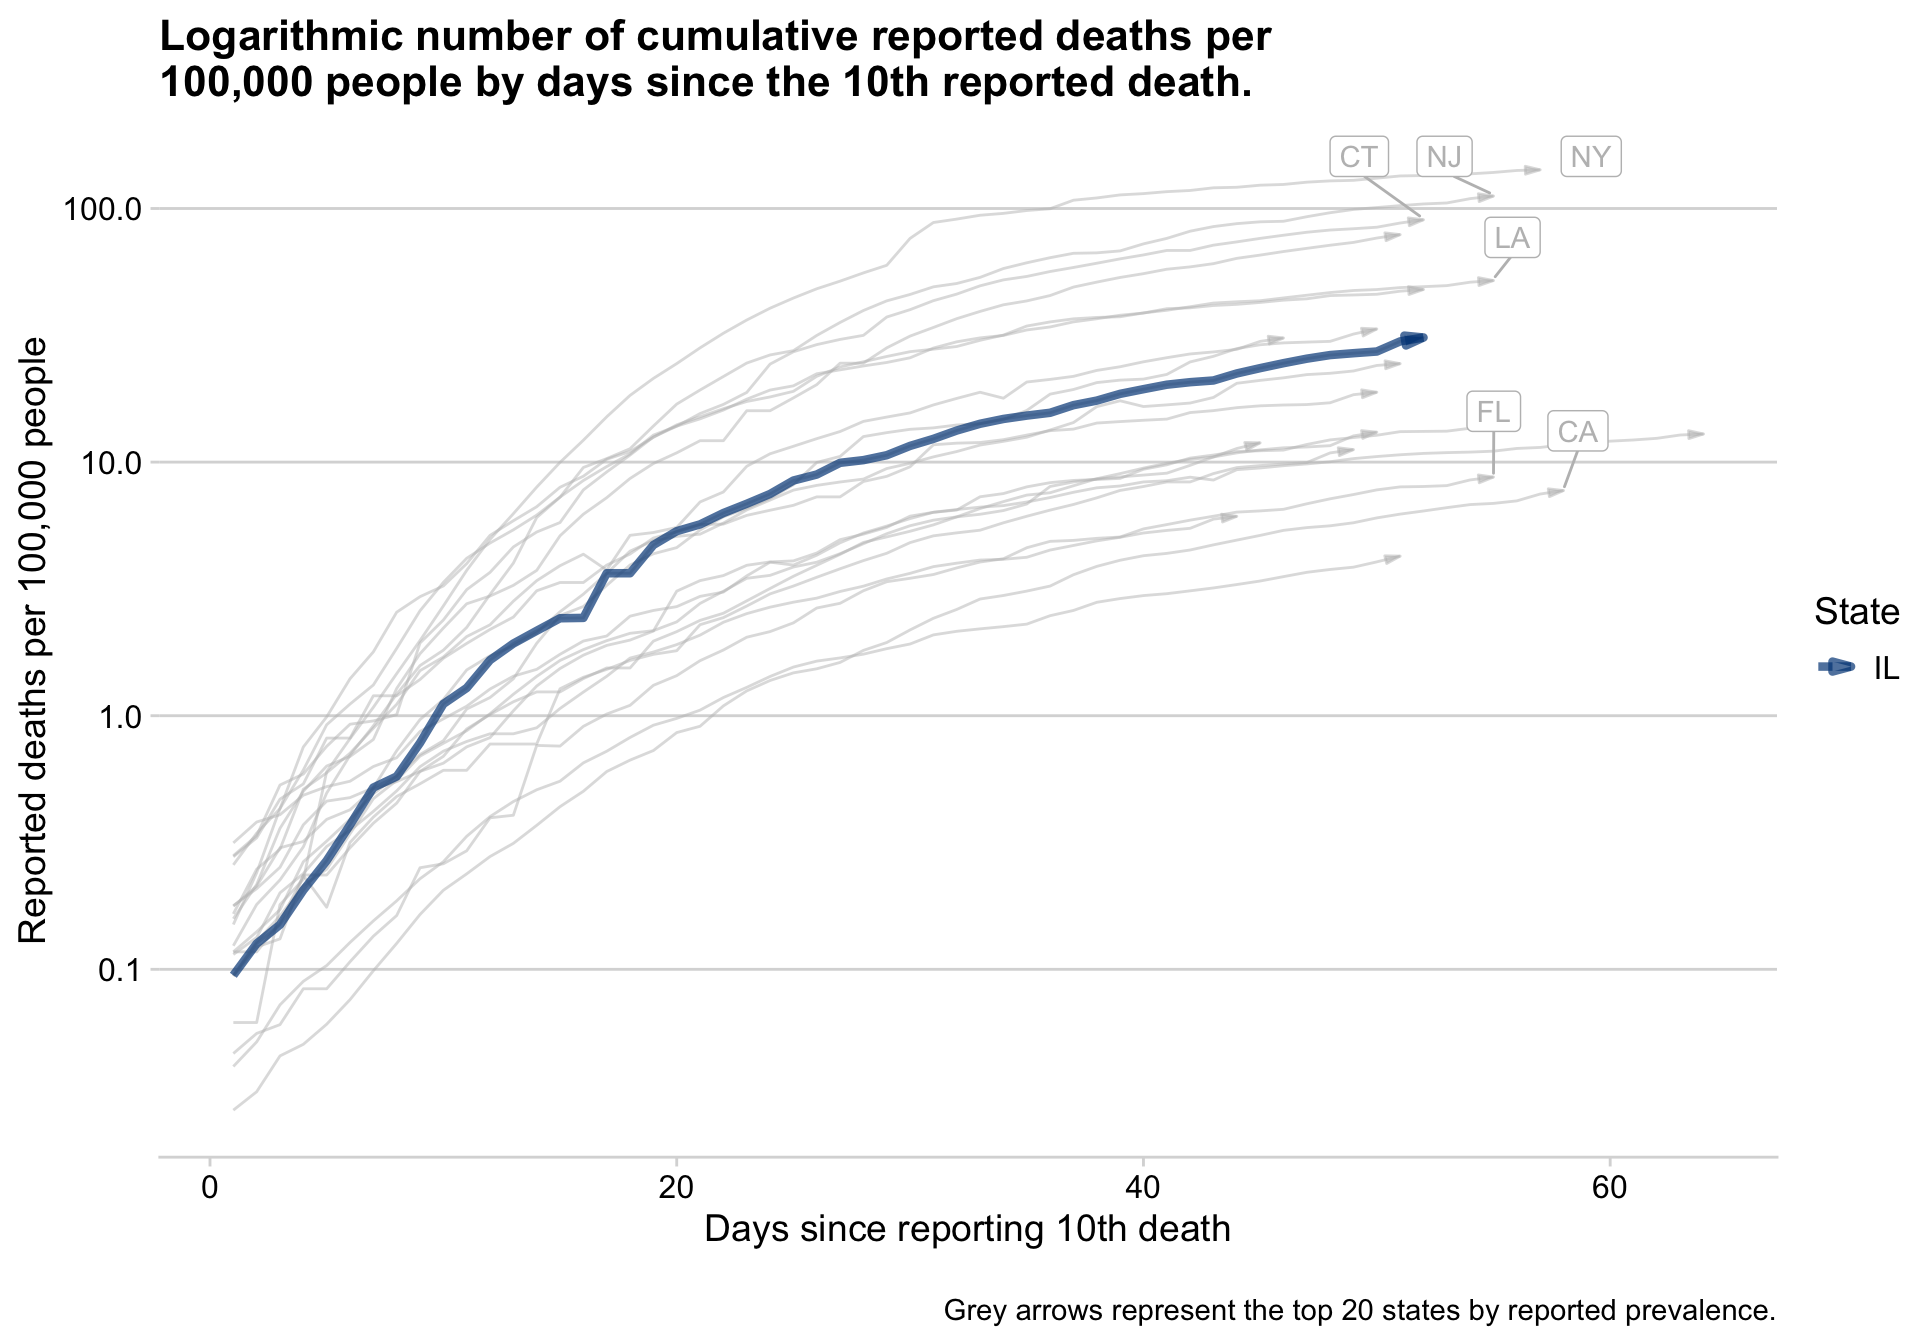 Logarithmic number of cumulative reported deaths per
100,000 people by days since the 10th reported death.
CT
NJ
NY
LA
FL
CA
Reported deaths per 100,000 people
100.0
10.0
1.0
0.1
0
20
40
60
Days since reporting 10th death
State
IL
Grey arrows represent the top 20 states by reported prevalence.